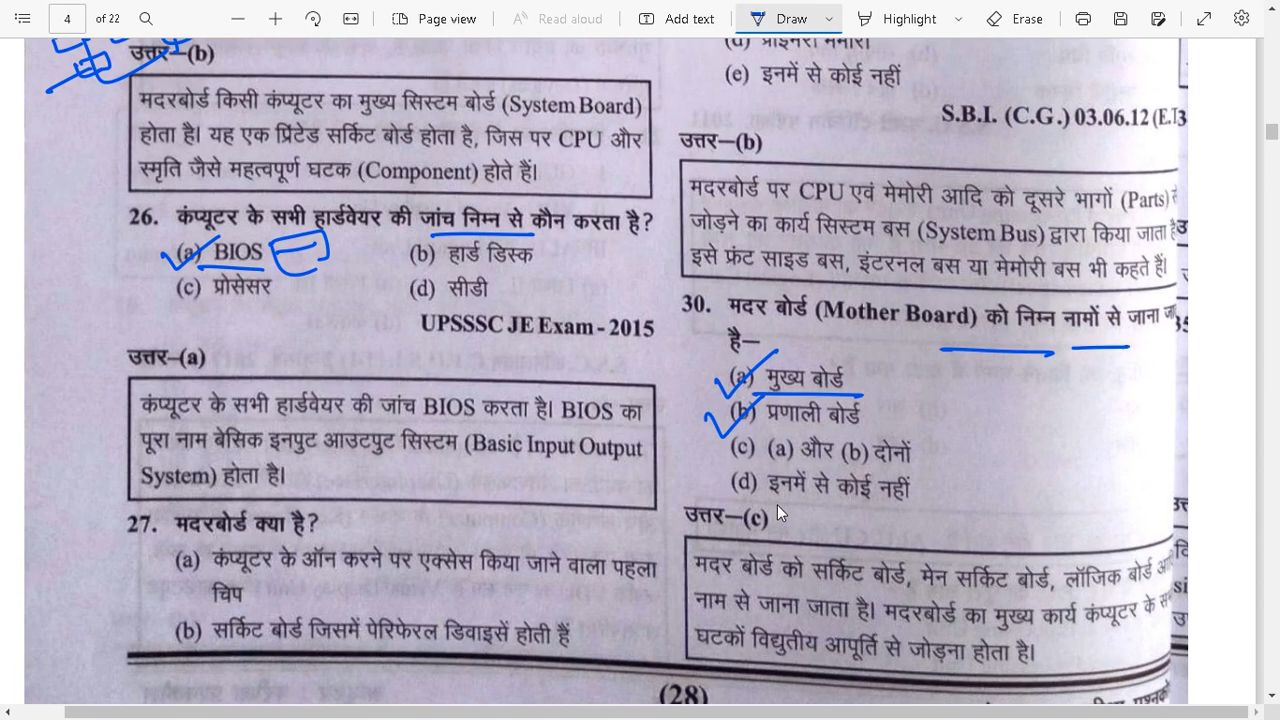 4 of 22
Page view
Read aloud
Add text
Draw
Highlight
Erase
उत्तर–(b)
मदरबोर्ड किसी कंप्यूटर का मुख्य सिस्टम बोर्ड (System Board)
होता है। यह एक प्रिंटेड सर्किट बोर्ड होता है, जिस पर CPU और
स्मृति जैसे महत्वपूर्ण घटक (Component) होते हैं।
26. कंप्यूटर के सभी हार्डवेयर की जांच निम्न से कौन करता है?
(a) BIOS (b) हार्ड डिस्क
(c) प्रोसेसर (d) सीडी
UPSSSC JE Exam - 2015
उत्तर–(a)
कंप्यूटर के सभी हार्डवेयर की जांच BIOS करता है। BIOS का
पूरा नाम बेसिक इनपुट आउटपुट सिस्टम (Basic Input Output
System) होता है।
27. मदरबोर्ड क्या है?
(a) कंप्यूटर के ऑन करने पर एक्सेस किया जाने वाला पहला
चिप
(b) सर्किट बोर्ड जिसमें पेरिफेरल डिवाइसें होती हैं
(e) इनमें से कोई नहीं
S.B.I. (C.G.) 03.06.12
उत्तर–(b)
मदरबोर्ड पर CPU एवं मेमोरी आदि को दूसरे भागों (Parts)
जोड़ने का कार्य सिस्टम बस (System Bus) द्वारा किया जाता
इसे फ्रंट साइड बस, इंटरनल बस या मेमोरी बस भी कहते हैं।
30. मदर बोर्ड (Mother Board) को निम्न नामों से जाना
है–
(a) मुख्य बोर्ड
(b) प्रणाली बोर्ड
(c) (a) और (b) दोनों
(d) इनमें से कोई नहीं
उत्तर–(c)
मदर बोर्ड को सर्किट बोर्ड, मेन सर्किट बोर्ड, लॉजिक बोर्ड
नाम से जाना जाता है। मदरबोर्ड का मुख्य कार्य कंप्यूटर के
घटकों विद्युतीय आपूर्ति से जोड़ना होता है।
(28)